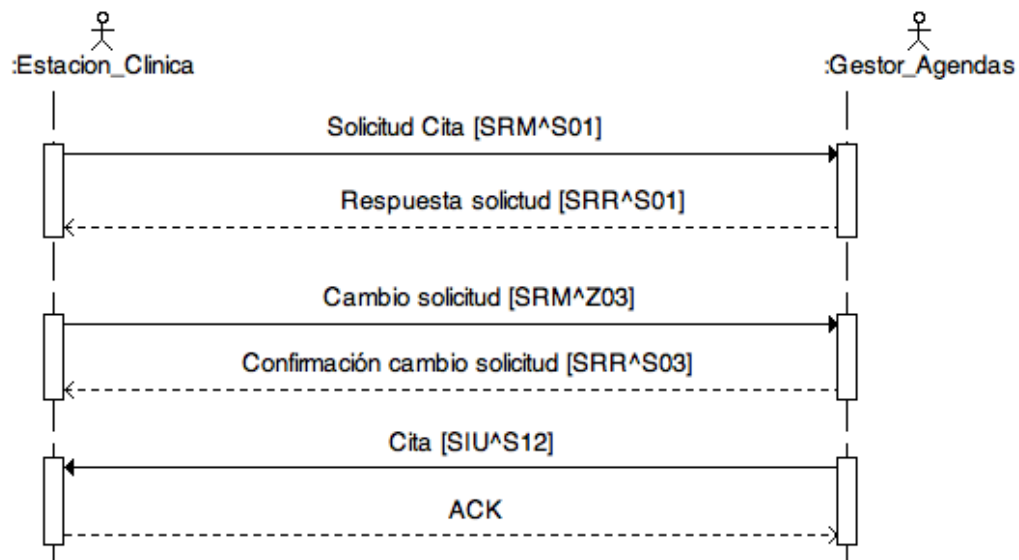 :Estacion_Clinica
:Gestor_Agendas
Solicitud Cita [SRM^S01]
Respuesta solictud [SRR^S01]
Cambio solicitud [SRM^Z03]
Confirmación cambio solicitud [SRR^S03]
Cita [SIU^S12]
ACK